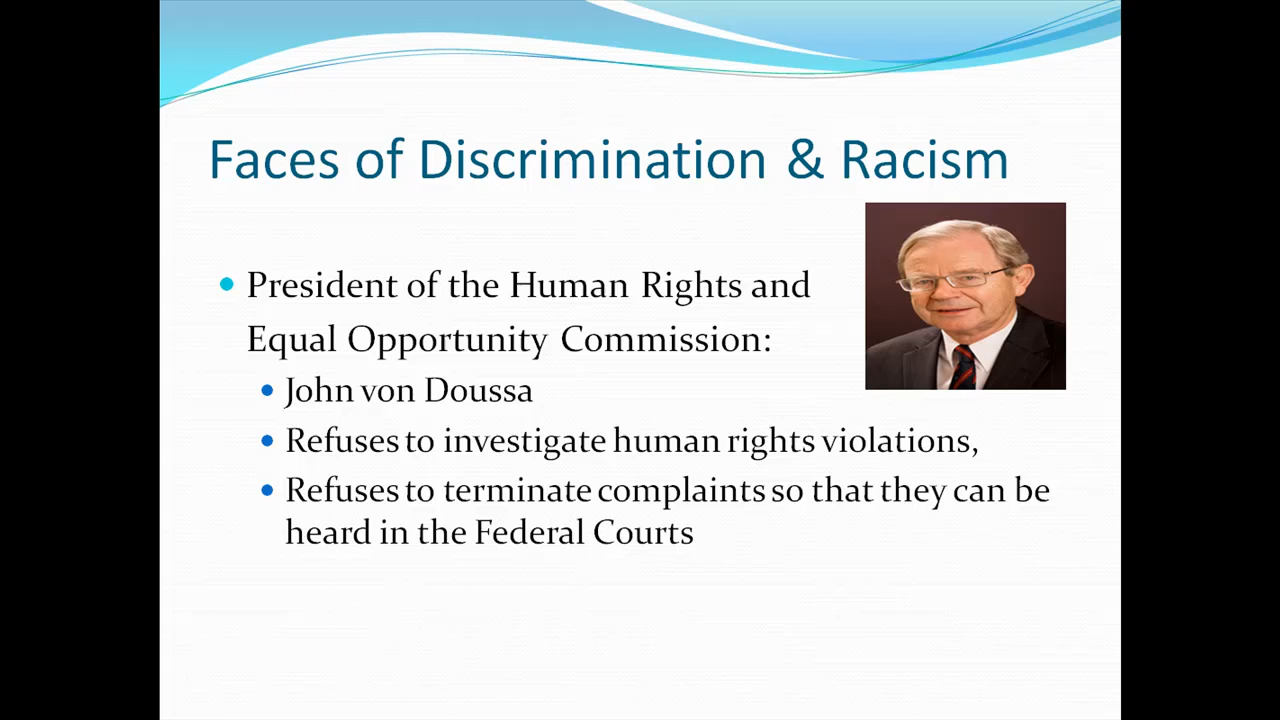 Faces of Discrimination & Racism
President of the Human Rights and
Equal Opportunity Commission:
John von Doussa
Refuses to investigate human rights violations,
Refuses to terminate complaints so that they can be
heard in the Federal Courts